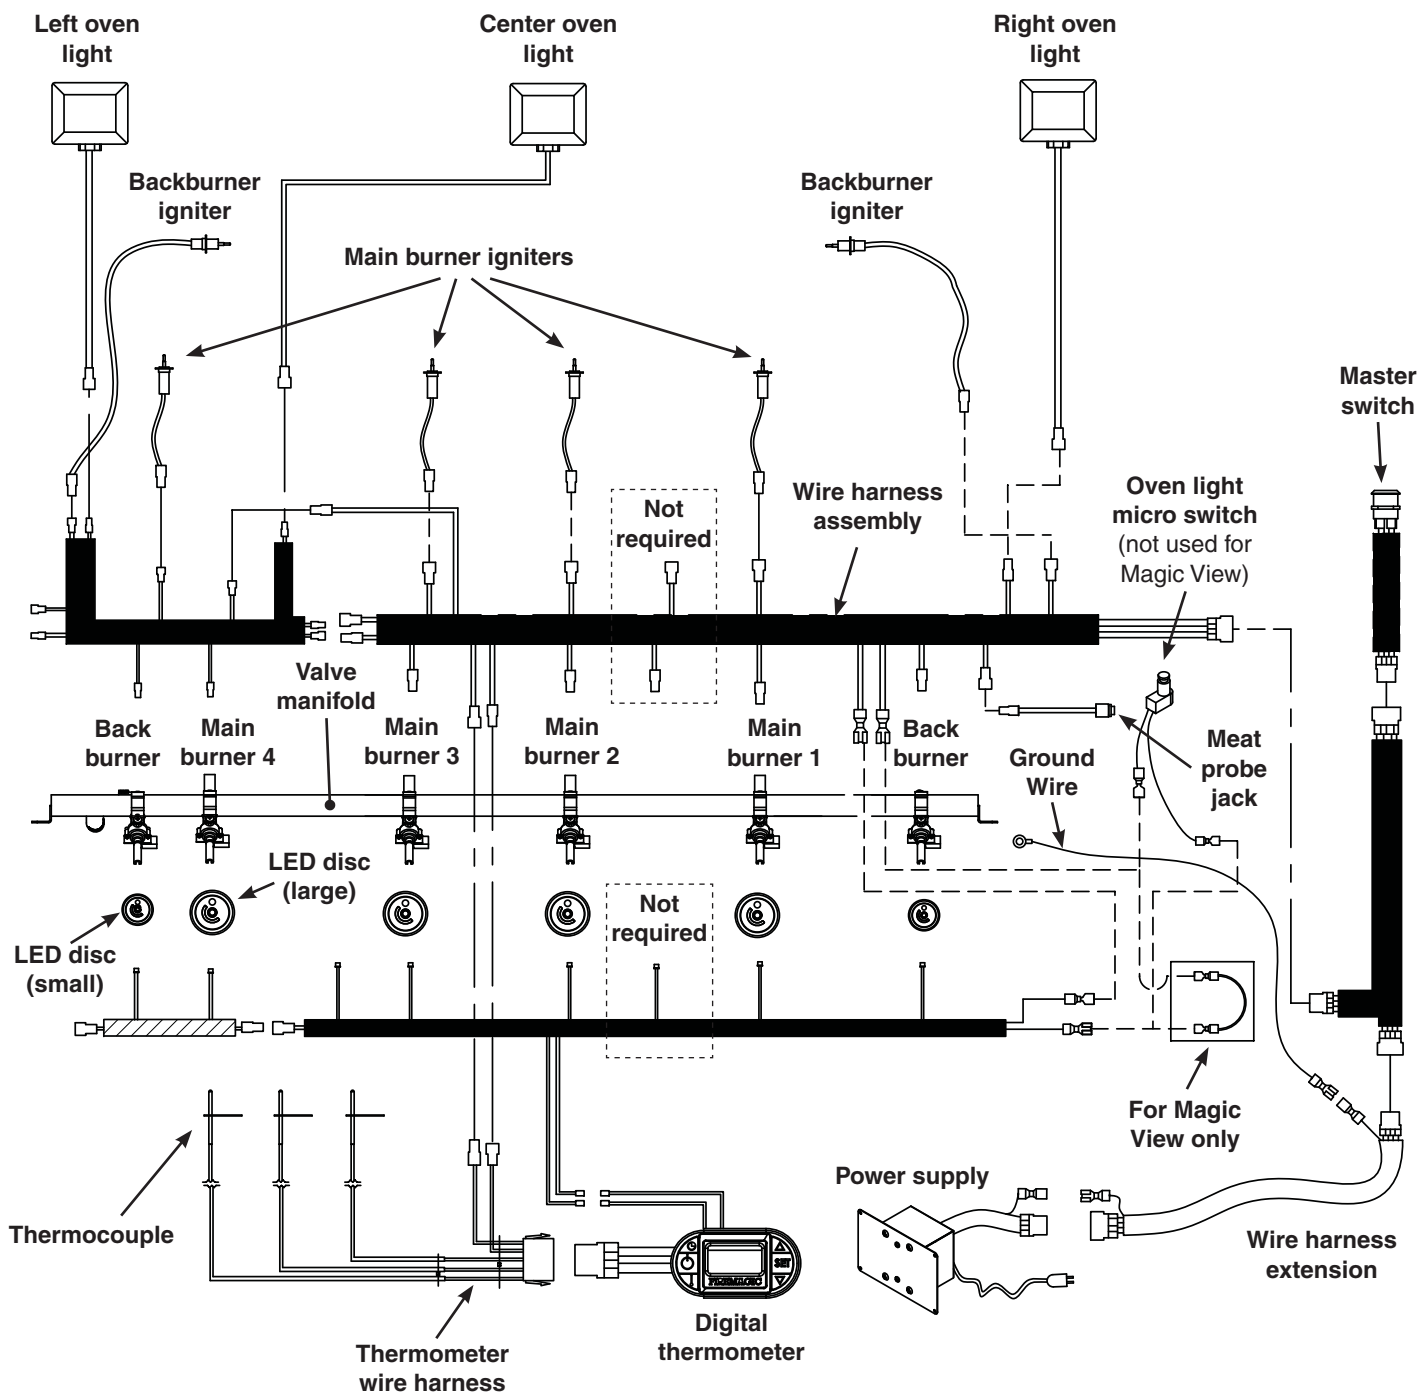 Left oven
light
Center oven
light
Right oven
light
Backburner
igniter
Backburner
igniter
Main burner igniters
Master
switch
Not
required
Wire harness
assembly
Oven light
micro switch
(not used for
Magic View)
Valve
manifold
Back
burner
Main
burner 4
Main
burner 3
Main
burner 2
Main
burner 1
Back
burner
Ground
Wire
Meat
probe
jack
LED disc
(large)
LED disc
(small)
Not
required
For Magic
View only
Thermocouple
Power supply
SET
Wire harness
extension
Digital
thermometer
Thermometer
wire harness